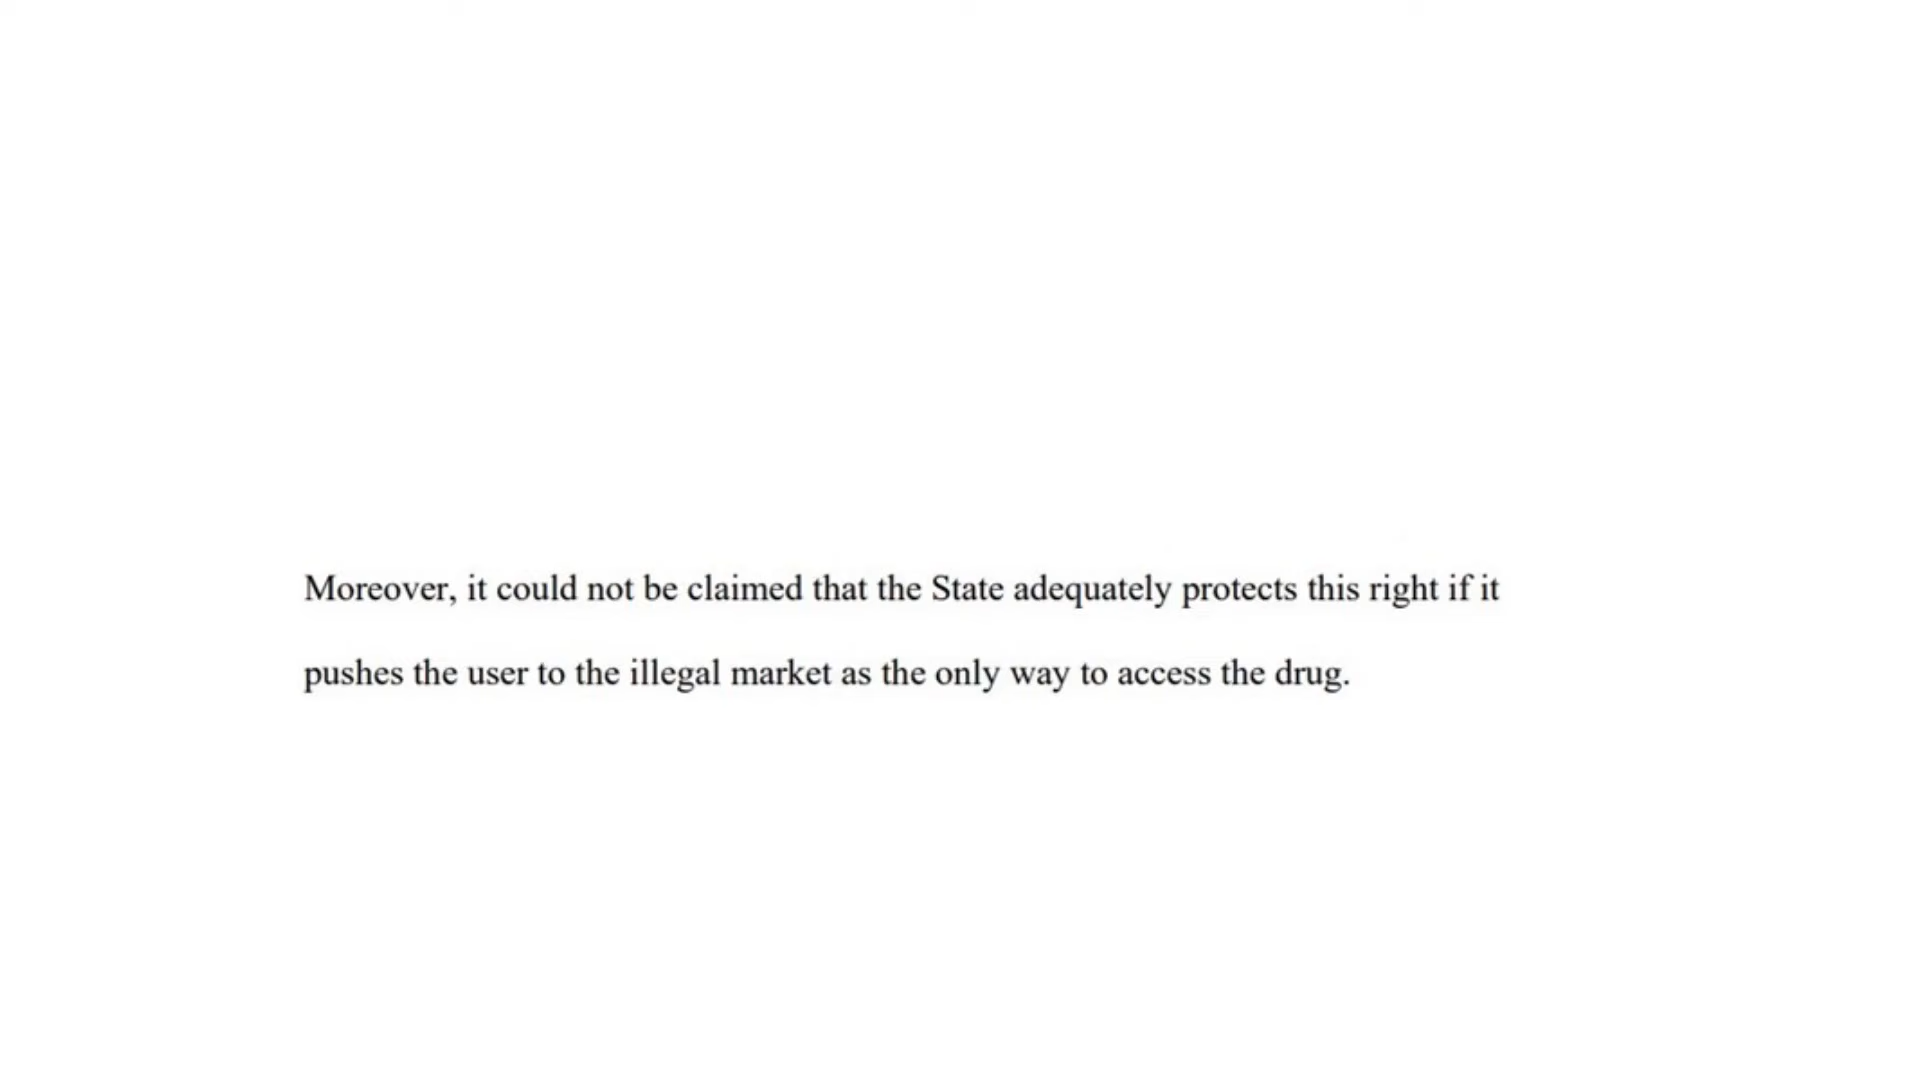 Moreover, it could not be claimed that the State adequately protects this right if it
pushes the user to the illegal market as the only way to access the drug.